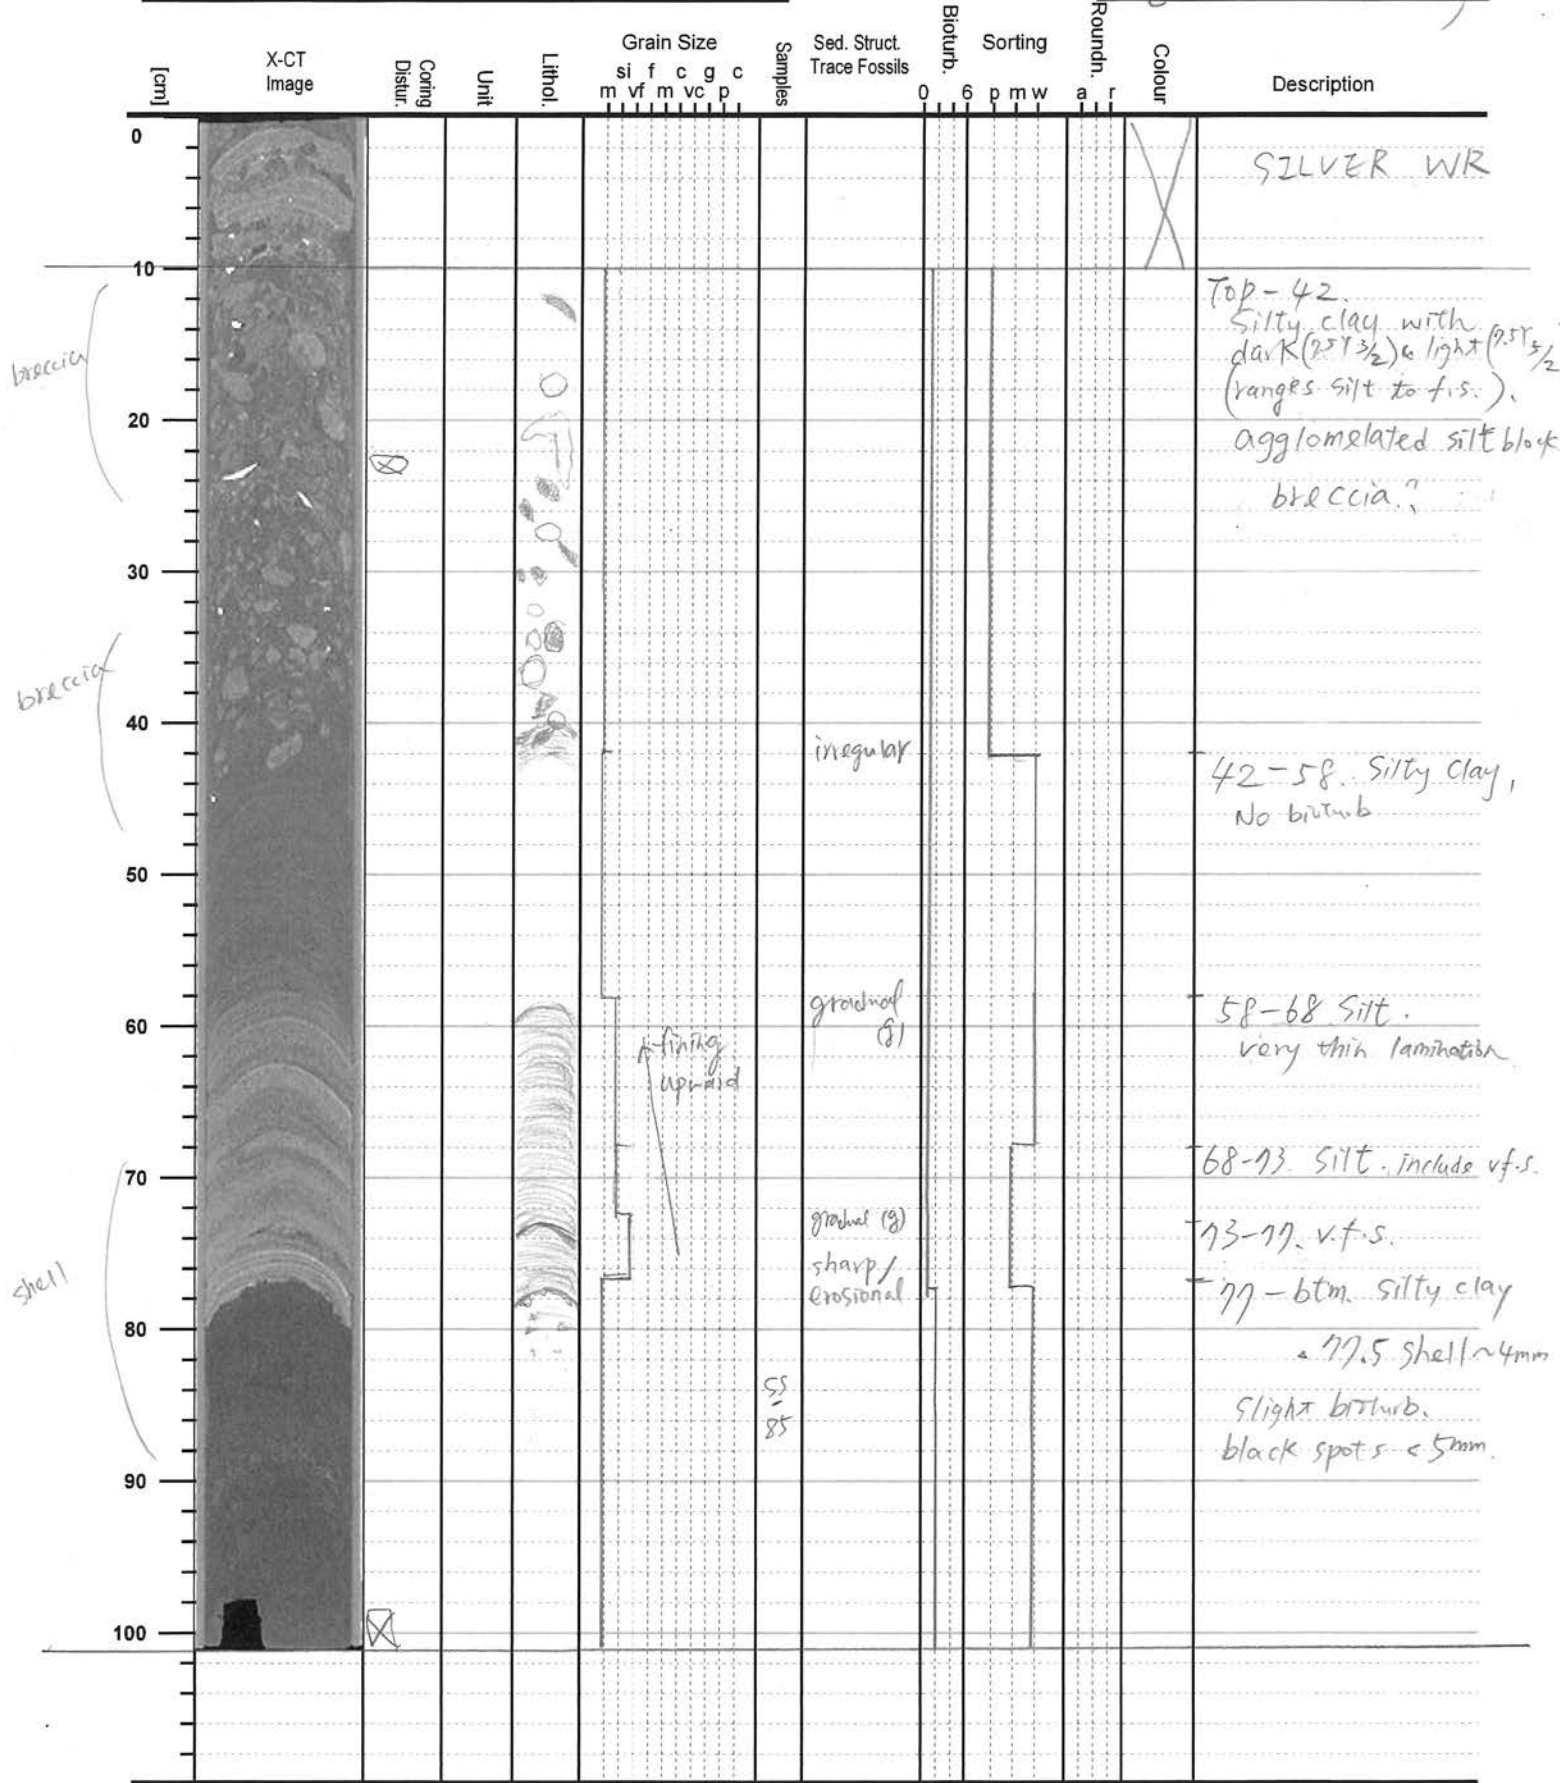 [cm]
X-CT
Image
Coring
Distur.
Unit
Lithol.
Grain Size
si f c g c
m vf m vc p
Samples
Sed. Struct.
Trace Fossils
Bioturb.
0 6
Sorting
p m w
Roundn.
a r
Colour
Description
0
SILVER WR
10
breccia
Top - 42.
Silty clay with
dark (7.5Y 3/2) & light (7.5Y 5/2
(ranges silt to f.s.).
20
agglomelated silt block
breccia?
30
breccia
40
irregular
42-58. Silty Clay,
No bioturb
50
gradual
(g)
58-68 Silt.
very thin lamination
60
fining
upward
68-73. Silt. include vf.s.
70
gradual (g)
73-77. v.f.s.
shell
sharp/
erosional
77-btm. Silty clay
80
77.5 shell ~4mm
SS
85
Slight bioturb.
black spots < 5mm.
90
100